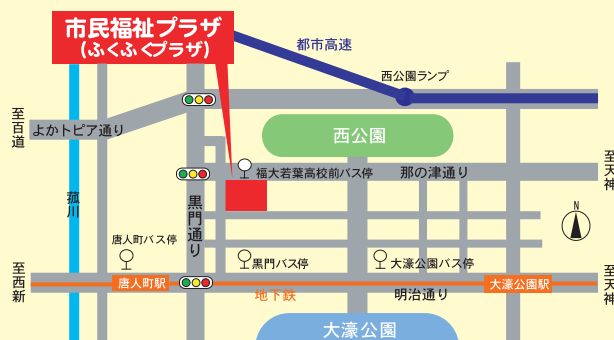 市民福祉プラザ
(ふくふくプラザ)
都市高速
西公園ランプ
至百道
よかトピア通り
西公園
至天神
福大若葉高校前バス停
那の津通り
菰川
黒門通り
N
唐人町バス停
黒門バス停
大濠公園バス停
至西新
唐人町駅
大濠公園駅
至天神
地下鉄
明治通り
大濠公園